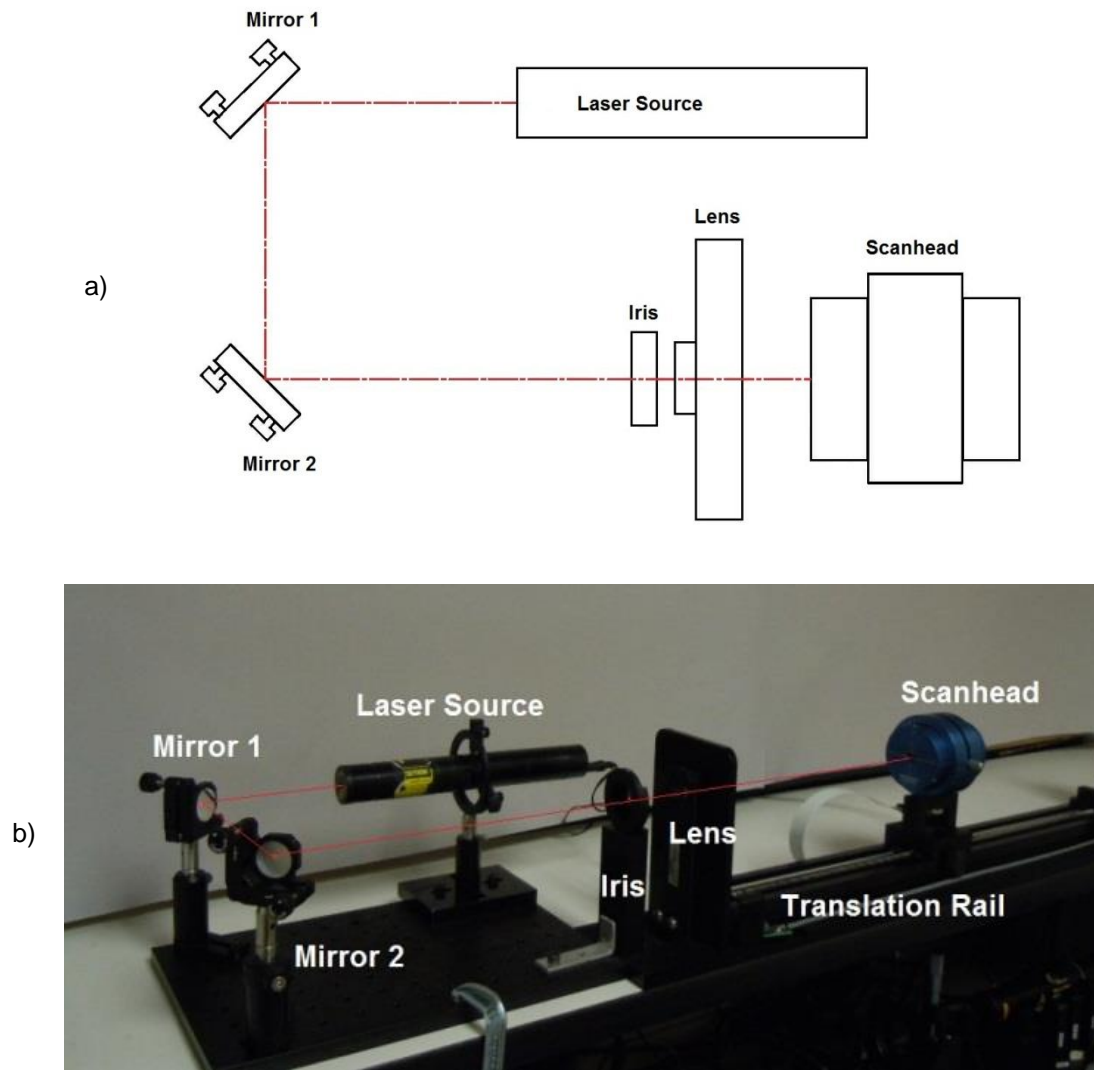 Mirror 1
Laser Source
Lens
Scanhead
a)
Iris
Mirror 2
Scanhead
Laser Source
Mirror 1
b)
Lens
Iris
Translation Rail
Mirror 2